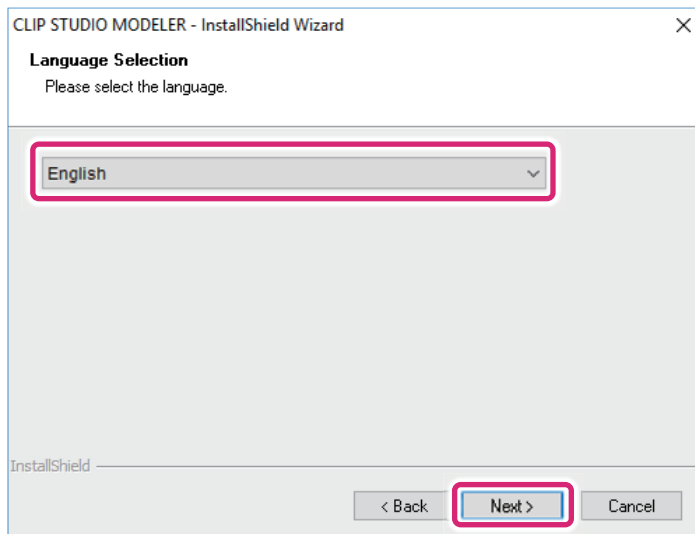 CLIP STUDIO MODELER - InstallShield Wizard
Language Selection
Please select the language.
English
InstallShield
< Back
Next >
Cancel